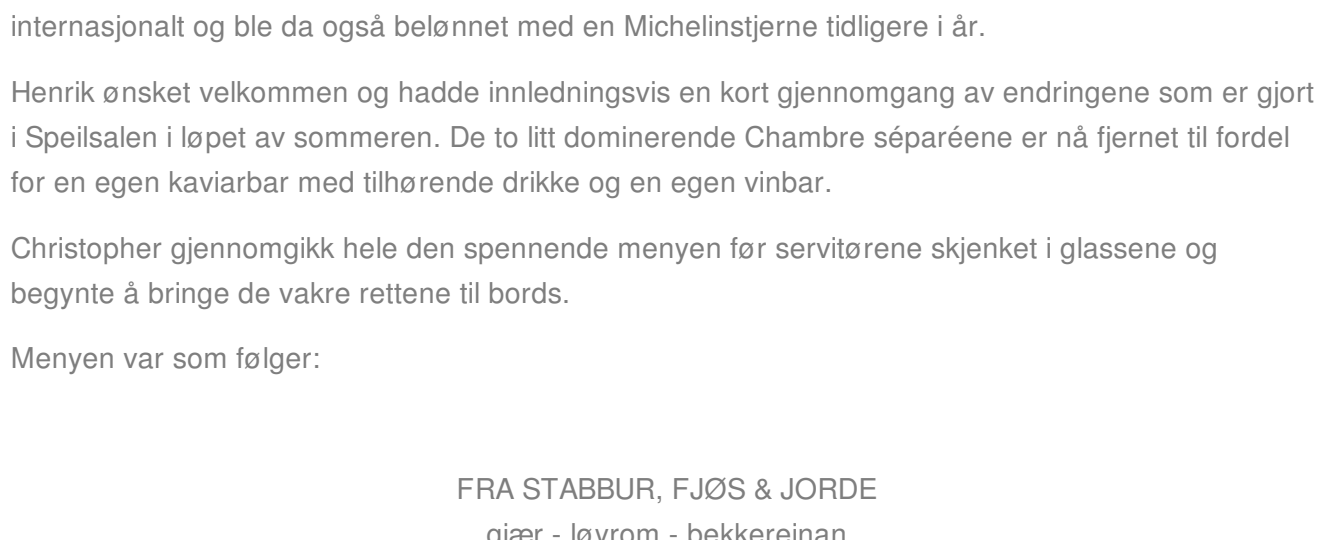 internasjonalt og ble da også belønnet med en Michelinstjerne tidligere i år.
Henrik ønsket velkommen og hadde innledningsvis en kort gjennomgang av endringene som er gjort
i Speilsalen i løpet av sommeren. De to litt dominerende Chambre séparéene er nå fjernet til fordel
for en egen kaviarbar med tilhørende drikke og en egen vinbar.
Christopher gjennomgikk hele den spennende menyen før servitørene skjenket i glassene og
begynte å bringe de vakre rettene til bords.
Menyen var som følger:
FRA STABBUR, FJØS & JORDE
gjær - løyrom - bekkereinan